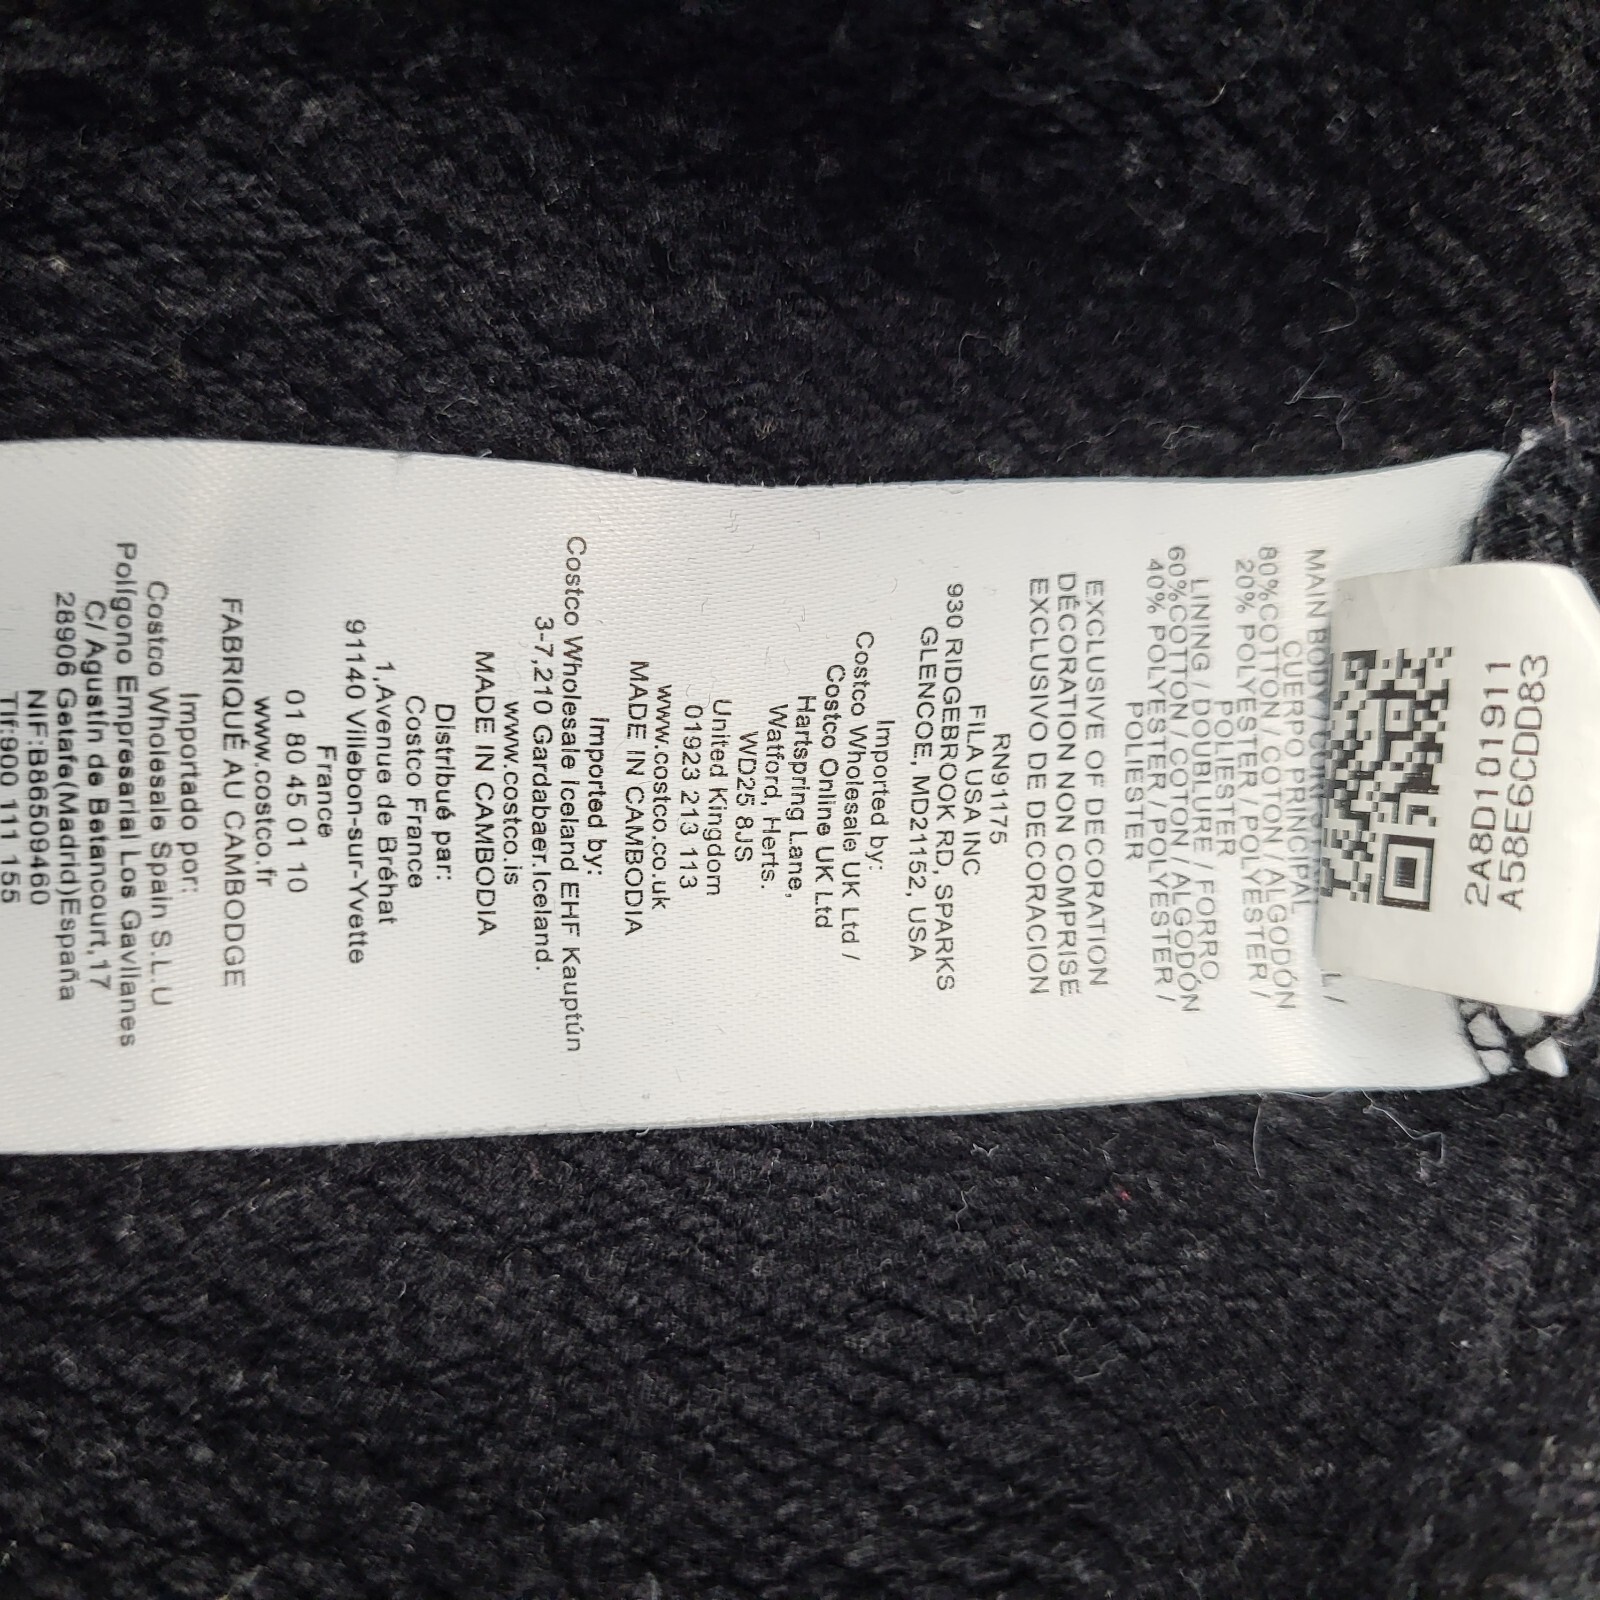 2A8D101911
A58E6CDD83
MAIN BODY /
L /
CUERPO PRINCIPAL
80%COTTON / COTON / ALGODÓN
20% POLYESTER / POLYESTER /
POLIESTER
LINING / DOUBLURE / FORRO
60%COTTON / COTON / ALGODÓN
40% POLYESTER / POLYESTER /
POLIESTER
EXCLUSIVE OF DECORATION
DÉCORATION NON COMPRISE
EXCLUSIVO DE DECORACION
RN91175
FILA USA INC
930 RIDGEBROOK RD, SPARKS
GLENCOE, MD21152, USA
Imported by:
Costco Wholesale UK Ltd /
Costco Online UK Ltd
Hartspring Lane,
Watford, Herts.
WD25 8JS
United Kingdom
01923 213 113
www.costco.co.uk
MADE IN CAMBODIA
Imported by:
Costco Wholesale Iceland EHF Kauptún
3-7,210 Gardabaer.Iceland.
www.costco.is
MADE IN CAMBODIA
Distribué par:
Costco France
1,Avenue de Bréhat
91140 Villebon-sur-Yvette
France
01 80 45 01 10
www.costco.fr
FABRIQUÉ AU CAMBODGE
Importado por:
Costco Wholesale Spain S.L.U
Polígono Empresarial Los Gavilanes
C/ Agustín de Betancourt,17
28906 Getafe(Madrid)España
NIF:B86509460
Tlf:900 111 155